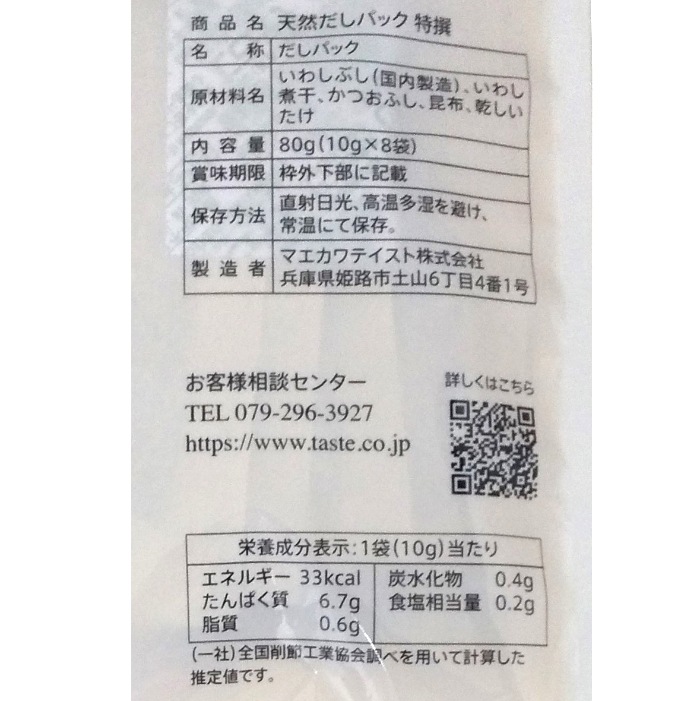 商品名 天然だしパック 特撰
名称 だしパック
原材料名 いわしぶし(国内製造)、いわし
煮干、かつおふし、昆布、乾しい
たけ
内容量 80g(10g×8袋)
賞味期限 枠外下部に記載
保存方法 直射日光、高温多湿を避け、
常温にて保存。
製造者 マエカワテイスト株式会社
兵庫県姫路市土山6丁目4番1号
お客様相談センター
TEL 079-296-3927
https://www.taste.co.jp
詳しくはこちら
栄養成分表示:1袋(10g)当たり
エネルギー 33kcal
たんぱく質 6.7g
脂質 0.6g
炭水化物 0.4g
食塩相当量 0.2g
(一社)全国削節工業協会調べを用いて計算した
推定値です。